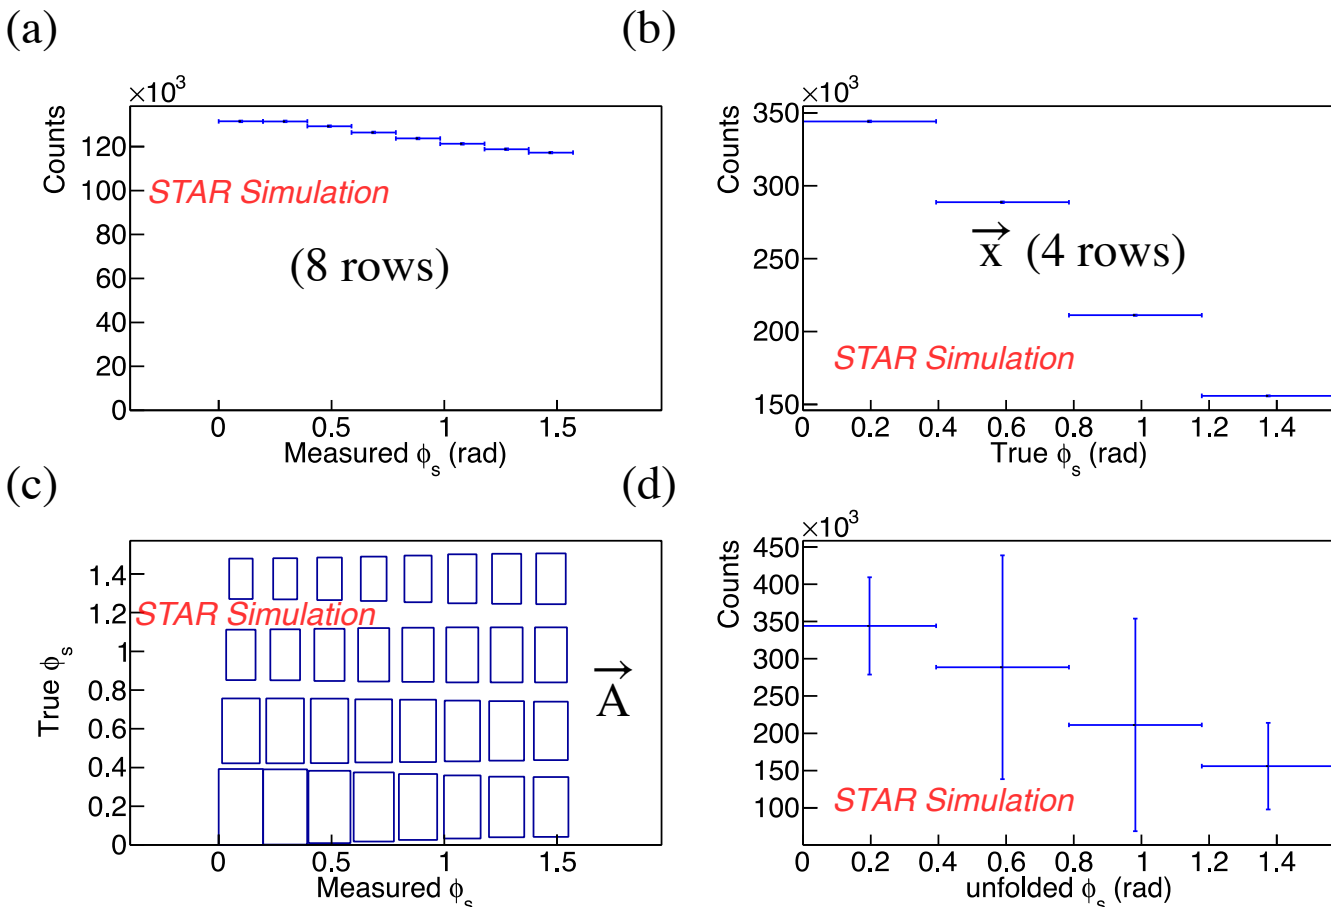 (a)
×10³
Counts
120
100
80
60
40
20
0
STAR Simulation
(8 rows)
0 0.5 1 1.5
Measured ϕₛ (rad)
(b)
×10³
Counts
350
300
250
200
150
x (4 rows)
STAR Simulation
0 0.2 0.4 0.6 0.8 1 1.2 1.4
True ϕₛ (rad)
(c)
True ϕₛ
1.4
1.2
1
0.8
0.6
0.4
0.2
0
STAR Simulation
A
0 0.5 1 1.5
Measured ϕₛ
(d)
×10³
Counts
450
400
350
300
250
200
150
100
STAR Simulation
0 0.2 0.4 0.6 0.8 1 1.2 1.4
unfolded ϕₛ (rad)